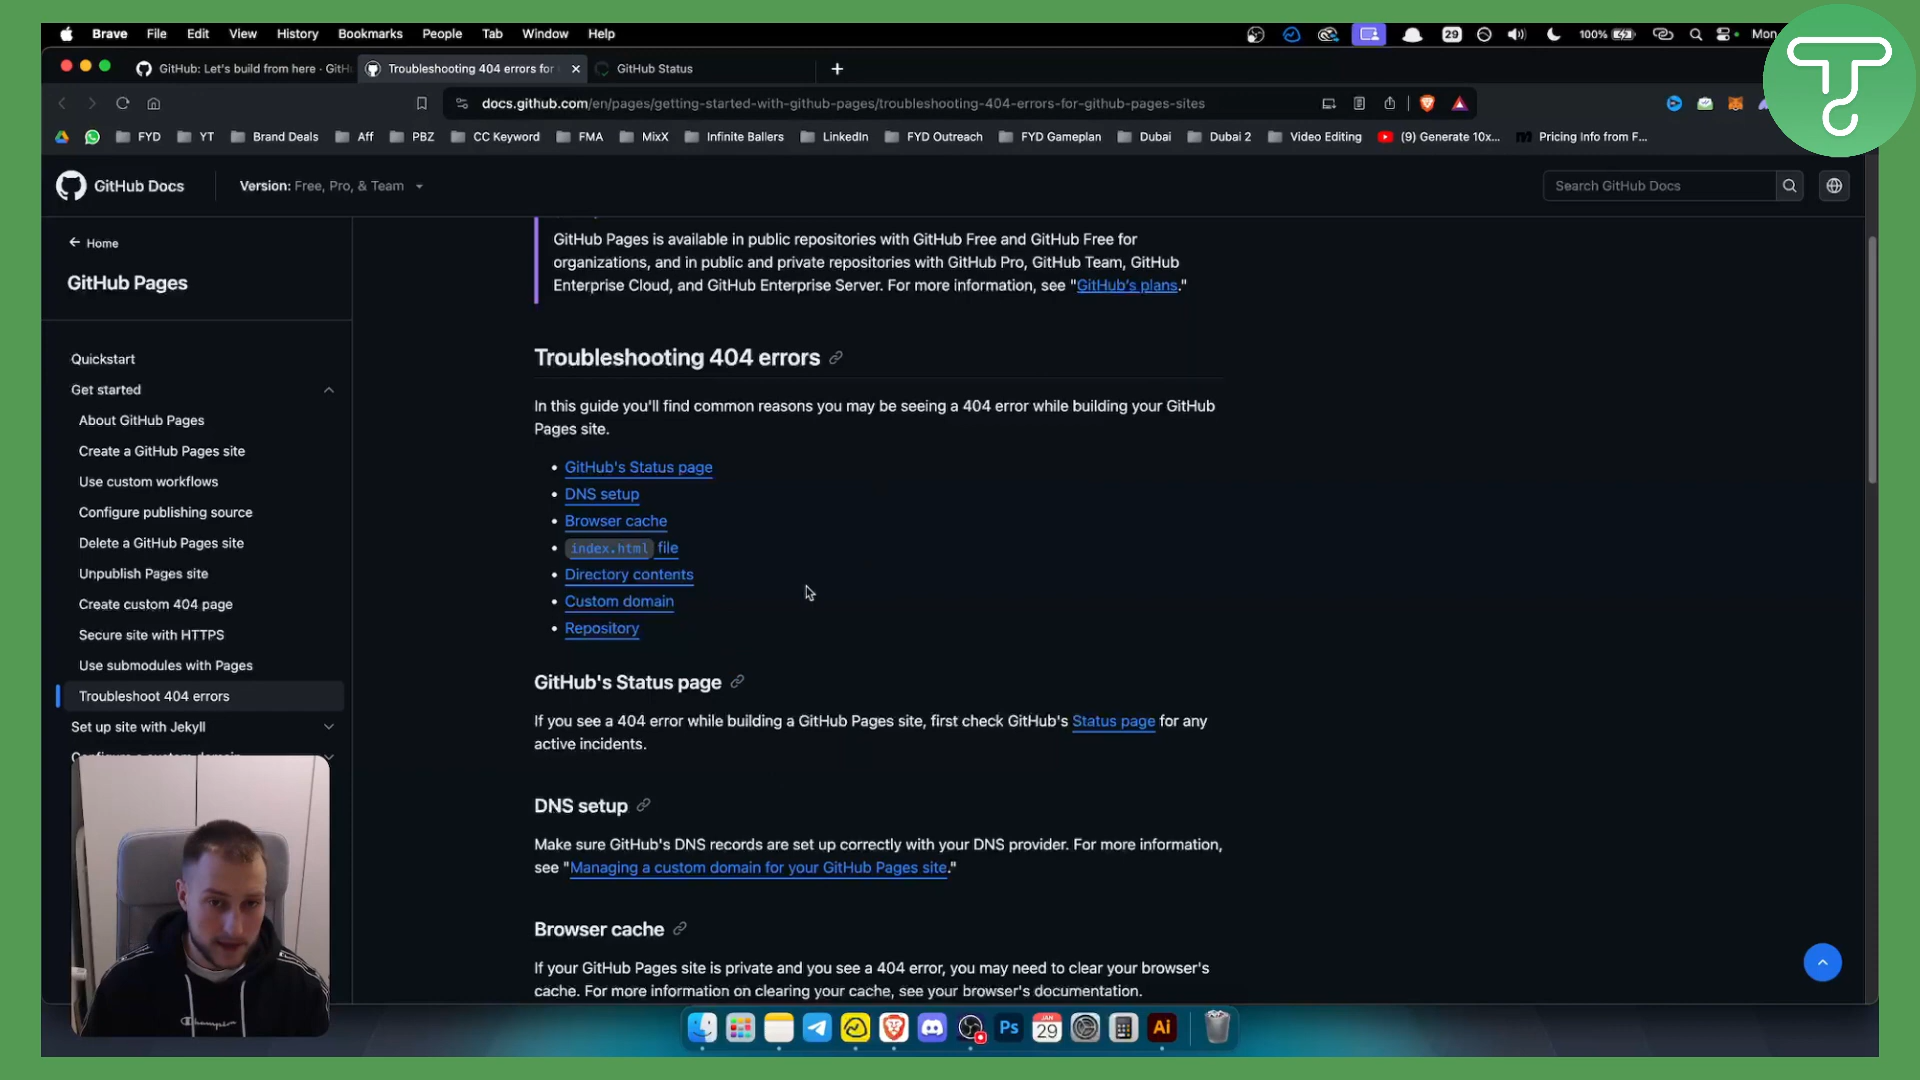 Brave File Edit View History Bookmarks People Tab Window Help 29 100% Mon
GitHub: Let's build from here · GitH Troubleshooting 404 errors for GitHub Status
docs.github.com/en/pages/getting-started-with-github-pages/troubleshooting-404-errors-for-github-pages-sites
FYD YT Brand Deals Aff PBZ CC Keyword FMA MixX Infinite Ballers LinkedIn FYD Outreach FYD Gameplan Dubai Dubai 2 Video Editing (9) Generate 10x... Pricing Info from F...
GitHub Docs Version: Free, Pro, & Team Search GitHub Docs
Home
GitHub Pages
Quickstart
Get started
About GitHub Pages
Create a GitHub Pages site
Use custom workflows
Configure publishing source
Delete a GitHub Pages site
Unpublish Pages site
Create custom 404 page
Secure site with HTTPS
Use submodules with Pages
Troubleshoot 404 errors
Set up site with Jekyll
GitHub Pages is available in public repositories with GitHub Free and GitHub Free for
organizations, and in public and private repositories with GitHub Pro, GitHub Team, GitHub
Enterprise Cloud, and GitHub Enterprise Server. For more information, see "GitHub's plans."
Troubleshooting 404 errors
In this guide you'll find common reasons you may be seeing a 404 error while building your GitHub
Pages site.
• GitHub's Status page
• DNS setup
• Browser cache
• index.html file
• Directory contents
• Custom domain
• Repository
GitHub's Status page
If you see a 404 error while building a GitHub Pages site, first check GitHub's Status page for any
active incidents.
DNS setup
Make sure GitHub's DNS records are set up correctly with your DNS provider. For more information,
see "Managing a custom domain for your GitHub Pages site."
Browser cache
If your GitHub Pages site is private and you see a 404 error, you may need to clear your browser's
cache. For more information on clearing your cache, see your browser's documentation.
Champion
Ps JAN 29 Ai